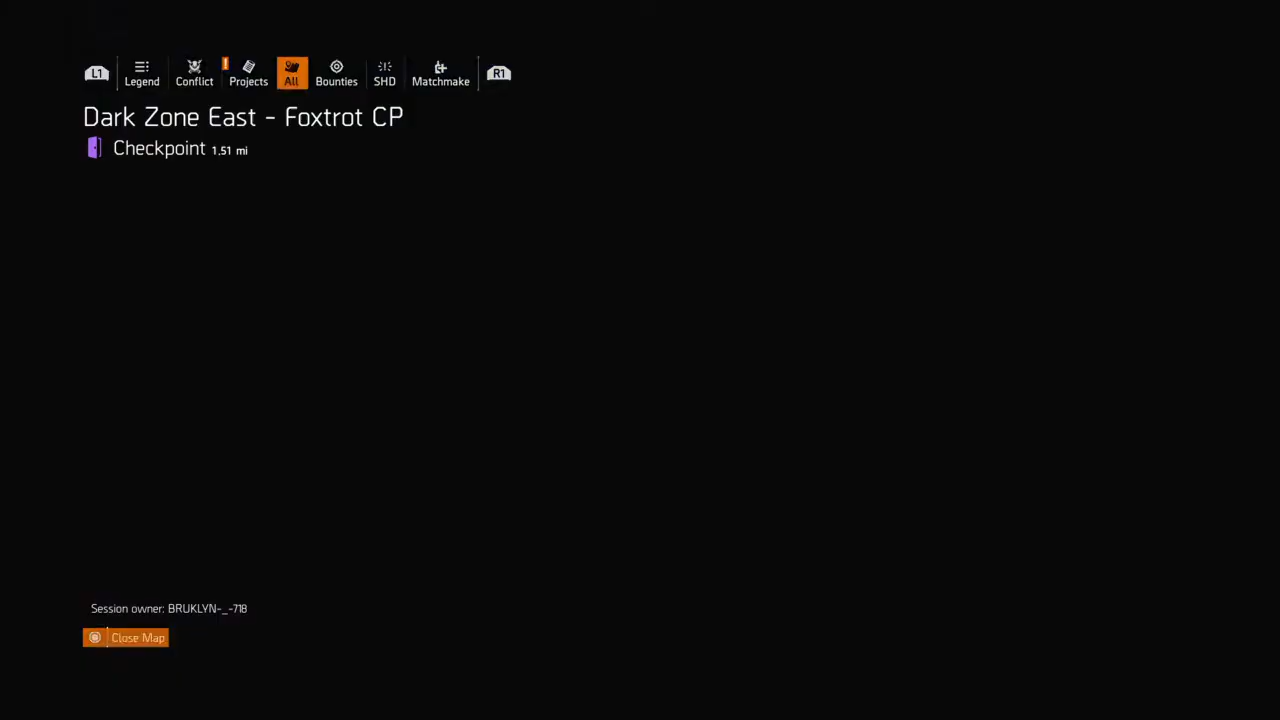 L1 Legend Conflict Projects All Bounties SHD Matchmake R1
Dark Zone East - Foxtrot CP
Checkpoint 1.51 mi
Session owner: BRUKLYN-_-718
Close Map